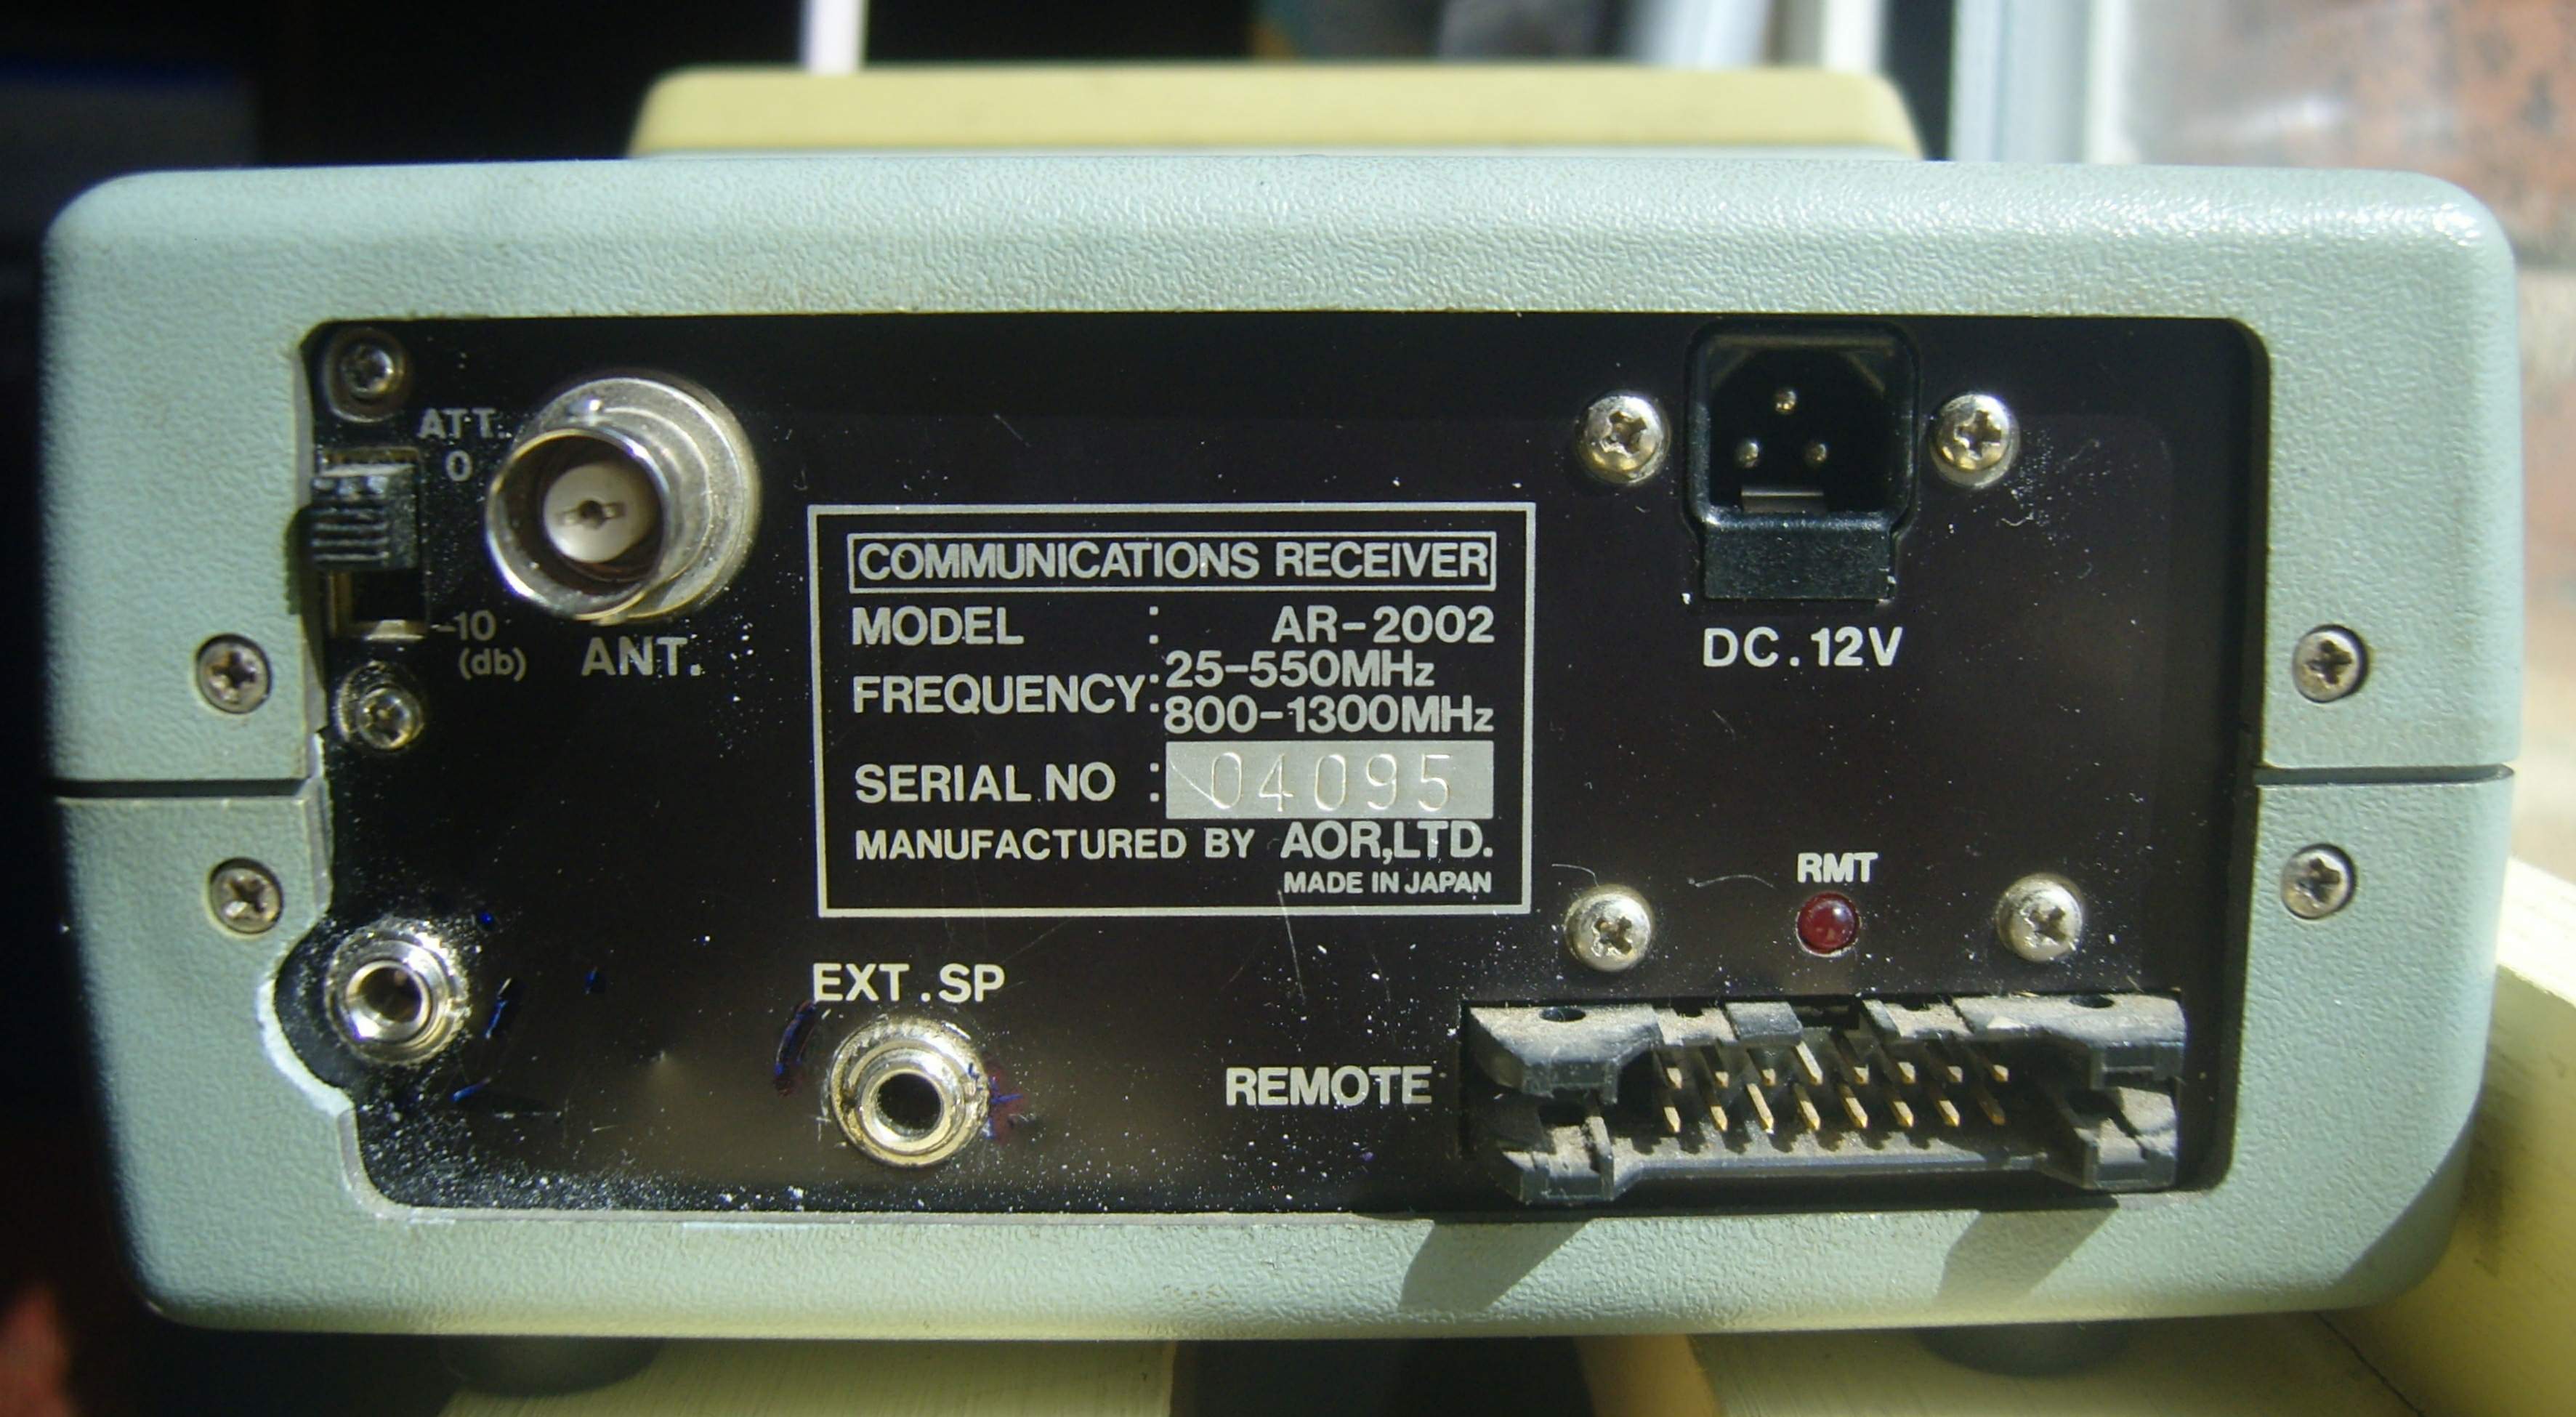 ATT.
0
-10
(db)
ANT.
COMMUNICATIONS RECEIVER
MODEL : AR-2002
FREQUENCY : 25-550MHz
: 800-1300MHz
SERIAL NO : 04095
MANUFACTURED BY AOR,LTD.
MADE IN JAPAN
DC.12V
RMT
EXT.SP
REMOTE